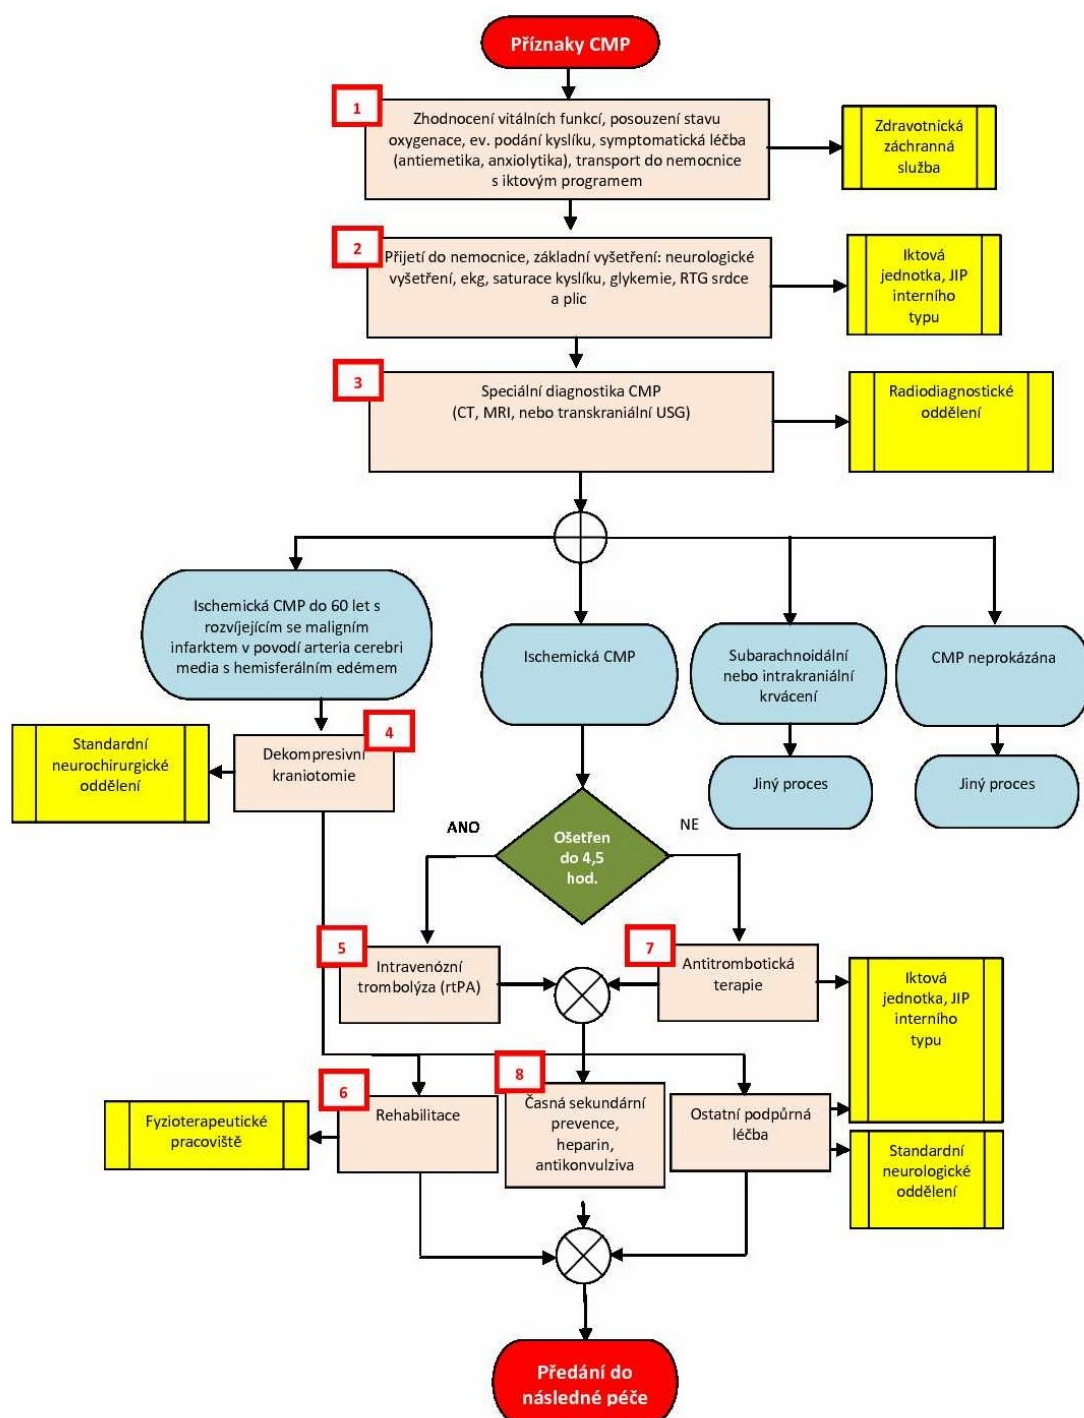 Příznaky CMP
1
Zhodnocení vitálních funkcí, posouzení stavu
oxygenace, ev. podání kyslíku, symptomatická léčba
(antiemetika, anxiolytika), transport do nemocnice
s iktovým programem
Zdravotnická
záchranná
služba
2
Přijetí do nemocnice, základní vyšetření: neurologické
vyšetření, ekg, saturace kyslíku, glykemie, RTG srdce
a plic
Iktová
jednotka, JIP
interního
typu
3
Speciální diagnostika CMP
(CT, MRI, nebo transkraniální USG)
Radiodiagnostické
oddělení
Ischemická CMP do 60 let s
rozvíjejícím se maligním
infarktem v povodí arteria cerebri
media s hemisferálním edémem
Ischemická CMP
Subarachnoidální
nebo intrakraniální
krvácení
CMP neprokázána
4
Dekompresivní
kraniotomie
Standardní
neurochirurgické
oddělení
Jiný proces
Jiný proces
ANO
Ošetřen
do 4,5
hod.
NE
5
Intravenózní
trombolýza (rtPA)
7
Antitrombotická
terapie
Iktová
jednotka, JIP
interního
typu
6
Rehabilitace
Fyzioterapeutické
pracoviště
8
Časná sekundární
prevence,
heparin,
antikonvulziva
Ostatní podpůrná
léčba
Standardní
neurologické
oddělení
Předání do
následné péče